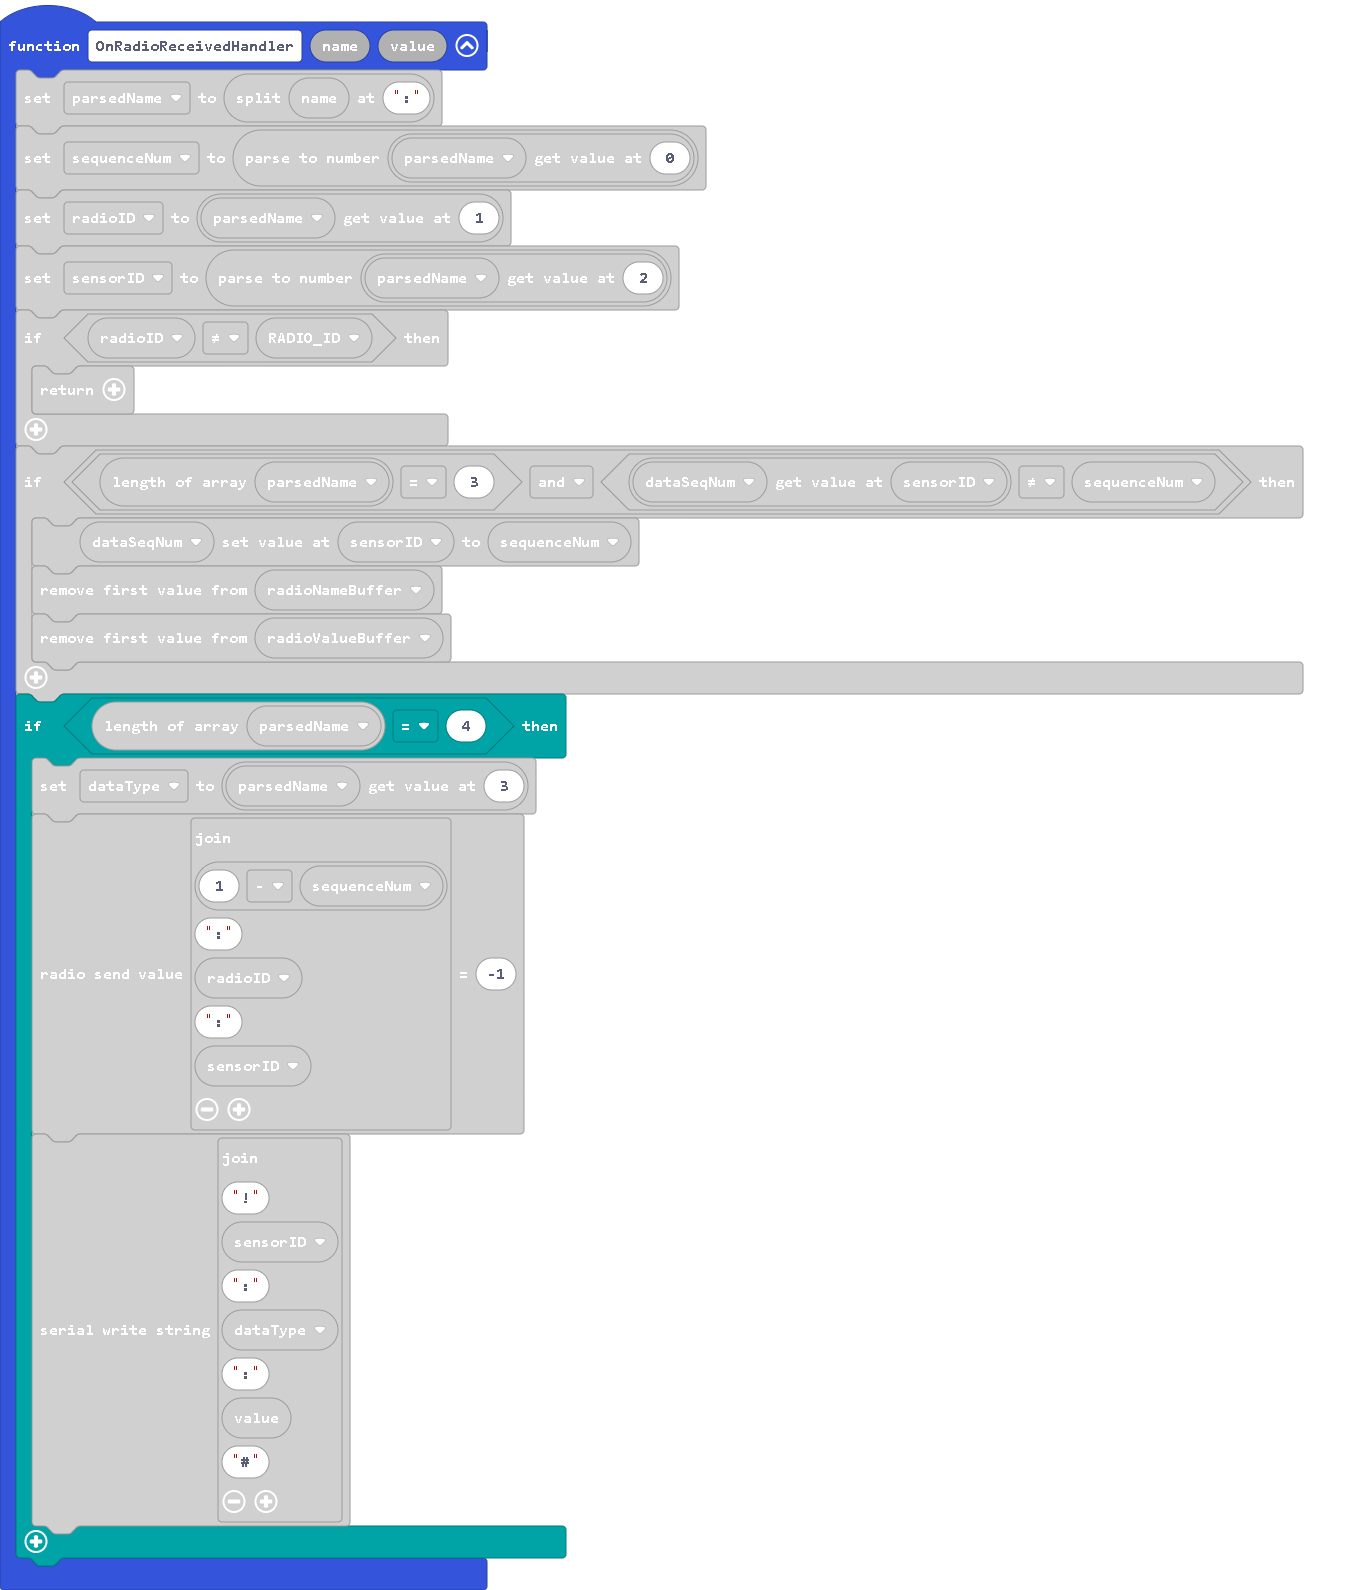 function OnRadioReceivedHandler name value
set parsedName to split name at ":"
set sequenceNum to parse to number parsedName get value at 0
set radioID to parsedName get value at 1
set sensorID to parse to number parsedName get value at 2
if radioID ≠ RADIO_ID then
return
if length of array parsedName = 3 and dataSeqNum get value at sensorID ≠ sequenceNum then
dataSeqNum set value at sensorID to sequenceNum
remove first value from radioNameBuffer
remove first value from radioValueBuffer
if length of array parsedName = 4 then
set dataType to parsedName get value at 3
join
1 - sequenceNum
":"
radioID
radio send value = -1
":"
sensorID
join
"!"
sensorID
":"
serial write string dataType
":"
value
"#"